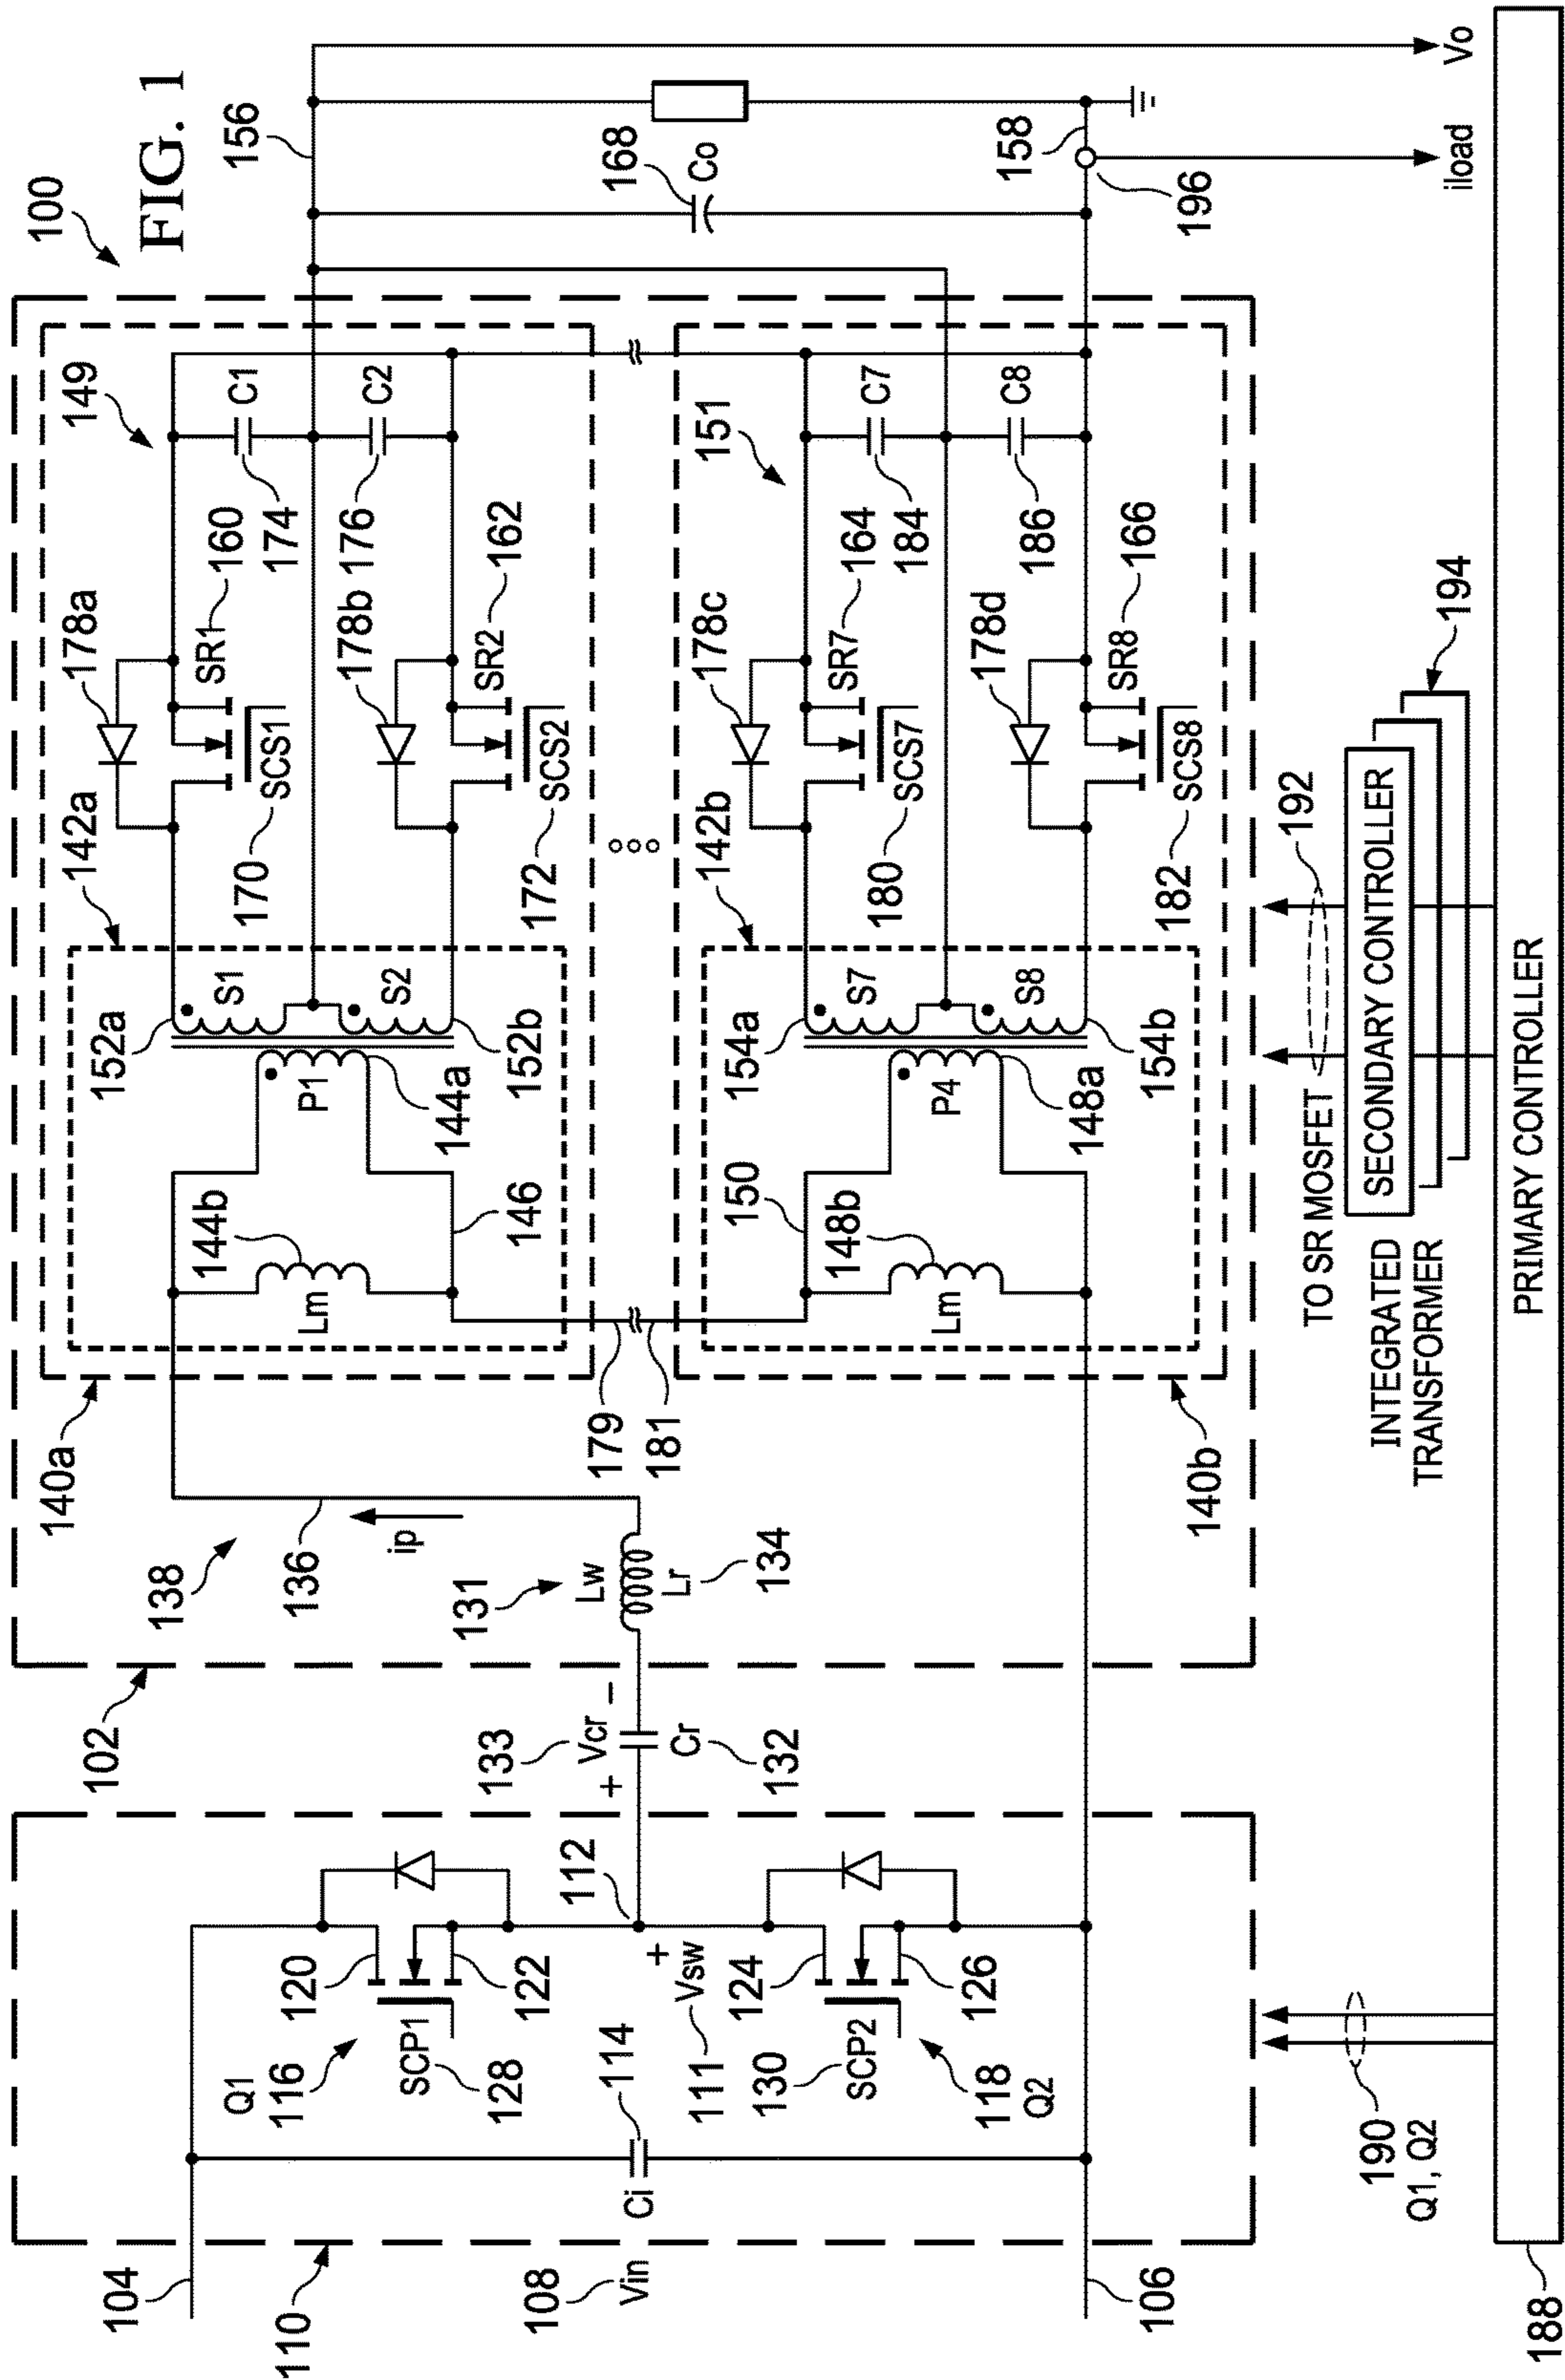 FIG. 1
100
102
104
110
108
Vin
106
Ci
114
Q1
116
SCP1
128
120
122
112
+
Vsw
111
130
SCP2
118
Q2
124
126
133
+ Vcr −
Cr
132
131
Lw
Lr
134
138
136
ip
140a
140b
179
181
144b
Lm
146
P1
144a
152a
S1
S2
152b
142a
150
148b
Lm
P4
148a
154a
S7
S8
154b
142b
170
SCS1
SR1
160
178a
172
SCS2
SR2
162
178b
149
C1
174
C2
176
180
SCS7
SR7
164
178c
182
SCS8
SR8
166
178d
151
C7
184
C8
186
156
168
Co
158
196
iload
Vo
190
Q1, Q2
192
TO SR MOSFET
194
SECONDARY CONTROLLER
INTEGRATED
TRANSFORMER
PRIMARY CONTROLLER
188